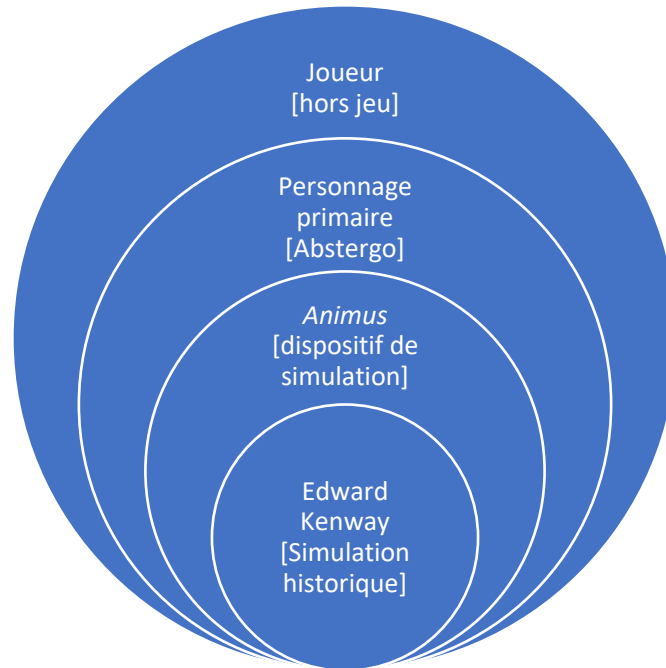 Joueur
[hors jeu]
Personnage
primaire
[Abstergo]
Animus
[dispositif de
simulation]
Edward
Kenway
[Simulation
historique]